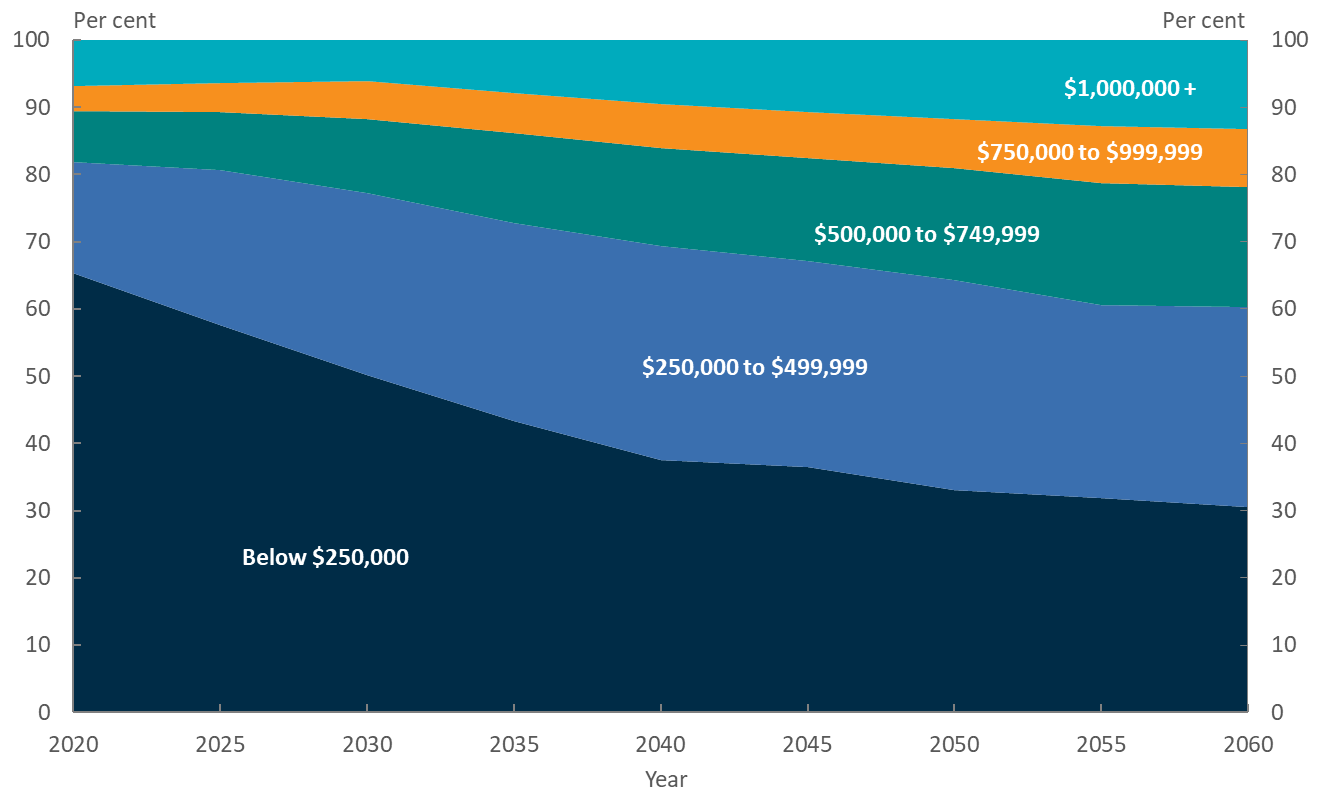 Per cent Per cent
100 100
$1,000,000 +
90 90
$750,000 to $999,999
80 80
$500,000 to $749,999
70 70
60 60
$250,000 to $499,999
50 50
40 40
30 30
Below $250,000
20 20
10 10
0 0
2020 2025 2030 2035 2040 2045 2050 2055 2060
Year